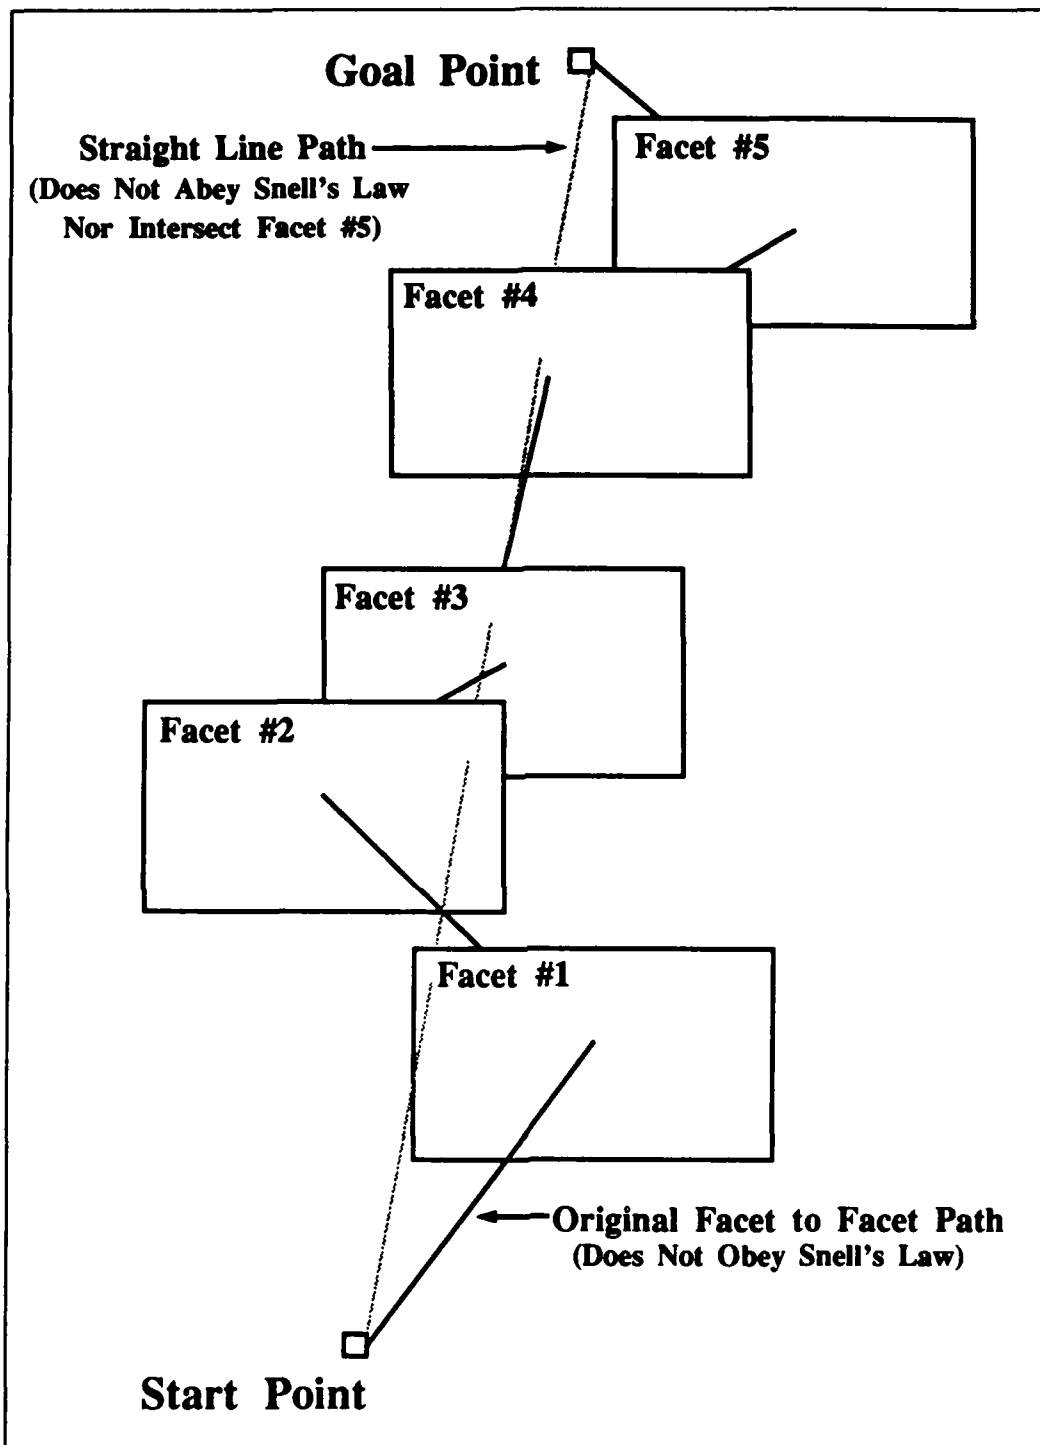 Goal Point
Straight Line Path
(Does Not Abey Snell's Law
Nor Intersect Facet #5)
Facet #5
Facet #4
Facet #3
Facet #2
Facet #1
Original Facet to Facet Path
(Does Not Obey Snell's Law)
Start Point